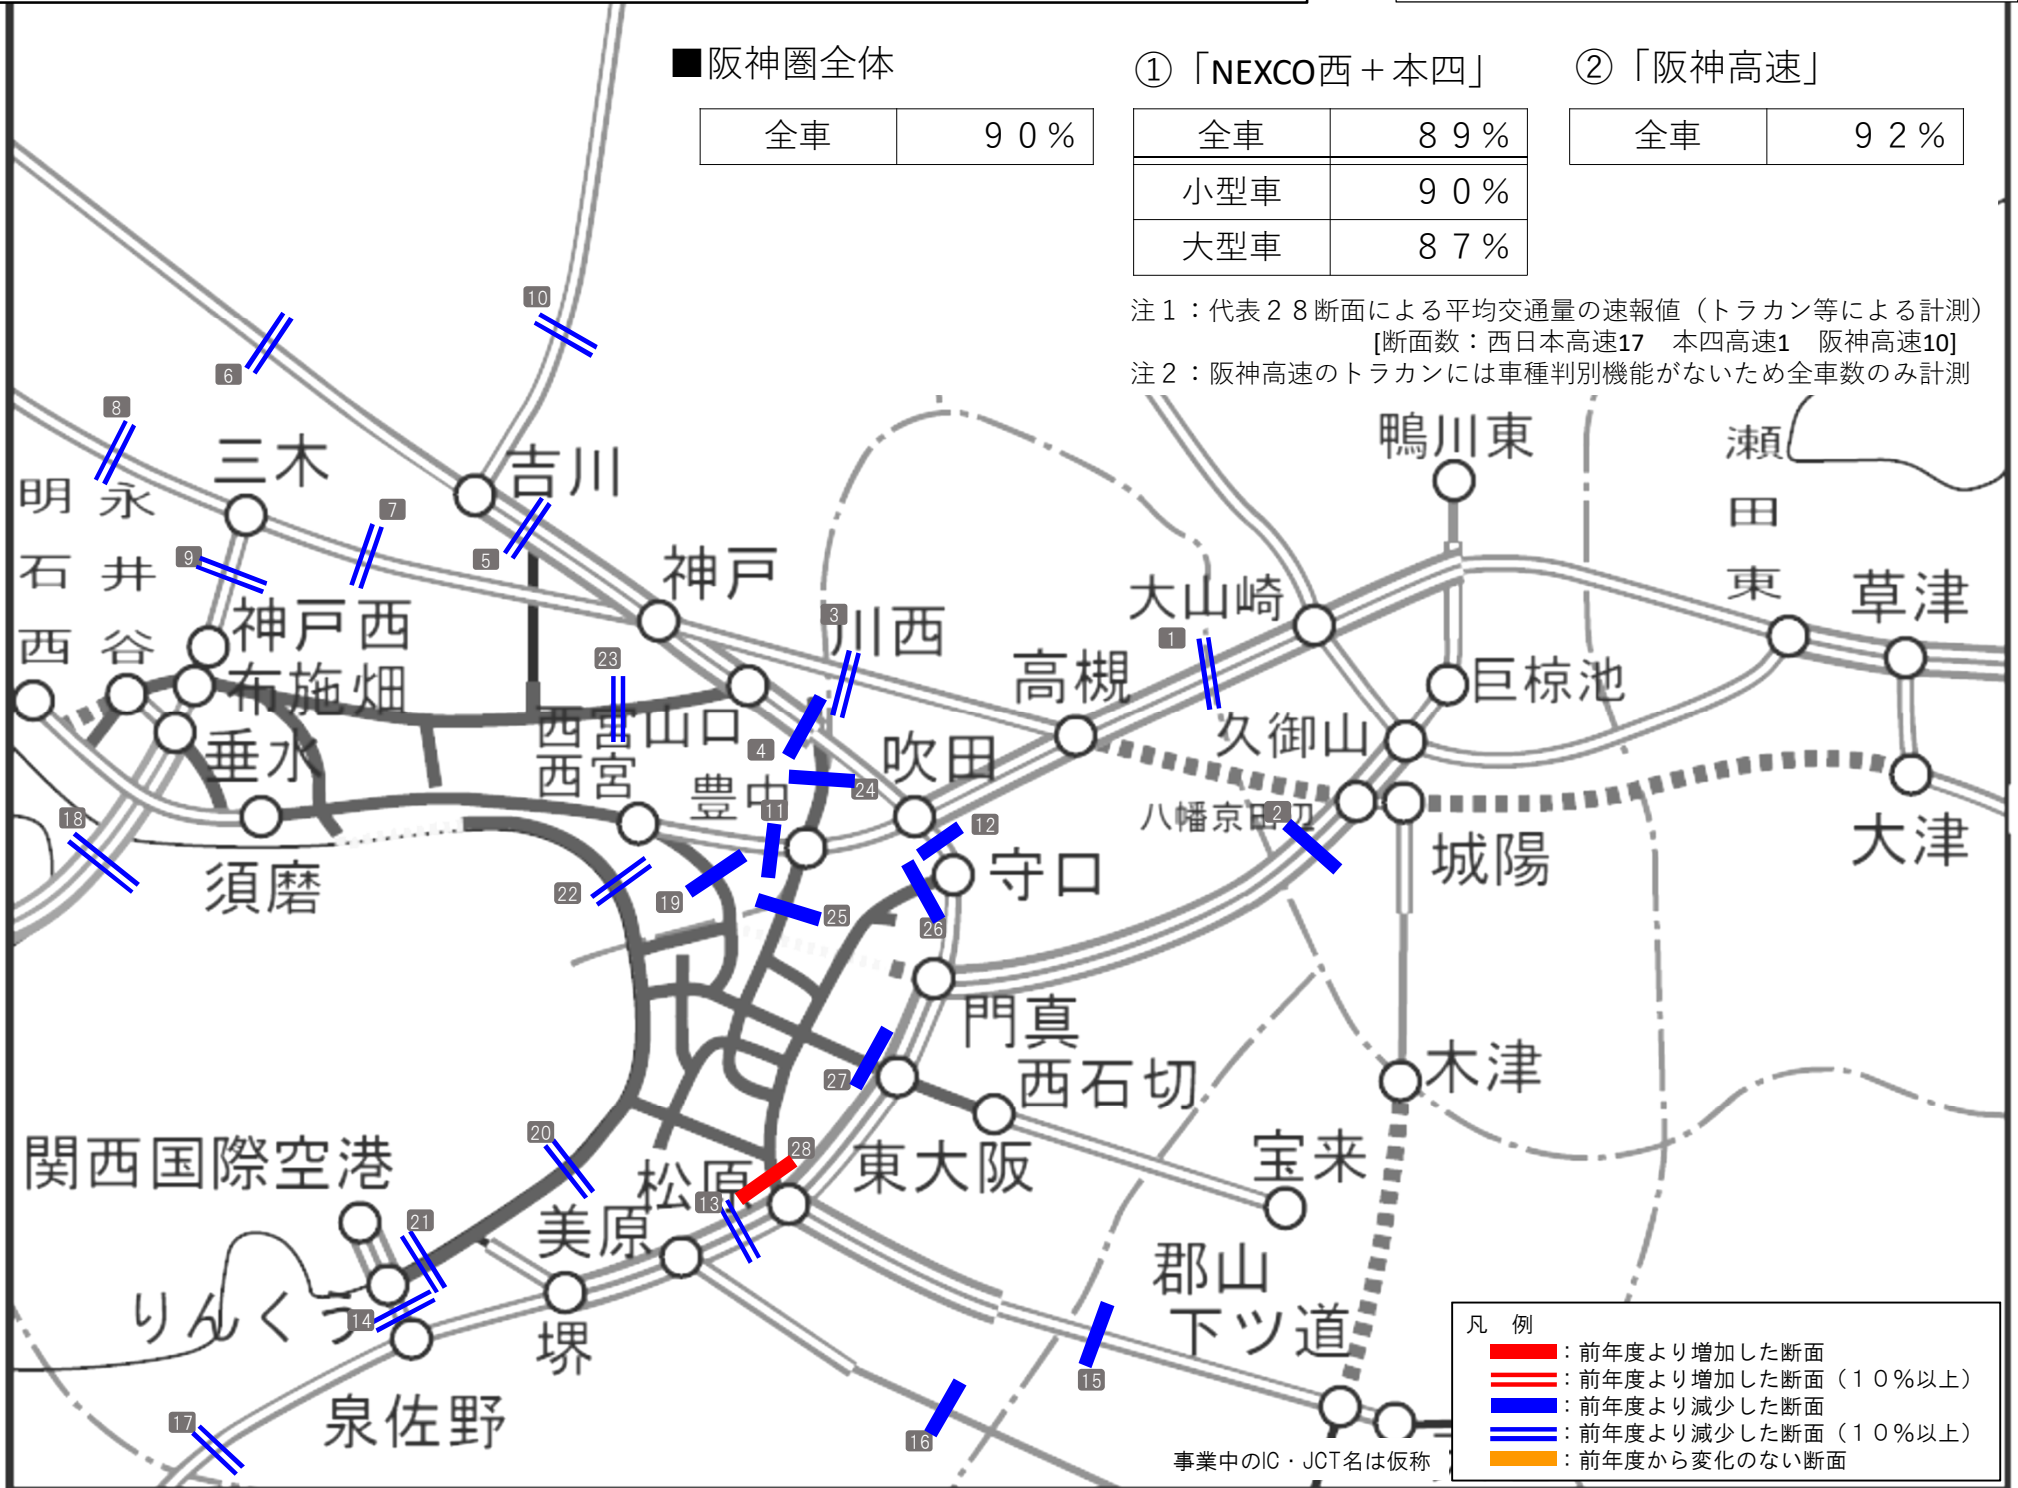 ■阪神圏全体
全車 90%
①「NEXCO西＋本四」
全車 89%
小型車 90%
大型車 87%
②「阪神高速」
全車 92%
注１：代表２８断面による平均交通量の速報値（トラカン等による計測）
[断面数：西日本高速17　本四高速1　阪神高速10]
注２：阪神高速のトラカンには車種判別機能がないため全車数のみ計測
10
6
8
三木
吉川
鴨川東
瀬田東
明石西
永井谷
7
9
5
神戸
神戸西
布施畑
3
川西
大山崎
1
草津
23
高槻
巨椋池
西宮山口
4
久御山
垂水
西宮
豊中
吹田
24
11
12
八幡京田辺
2
18
須磨
22
19
25
26
守口
城陽
大津
門真
27
西石切
木津
20
28
関西国際空港
松原
13
東大阪
宝来
21
美原
郡山
下ツ道
りんくう
14
堺
15
泉佐野
17
16
事業中のIC・JCT名は仮称
凡　例
：前年度より増加した断面
：前年度より増加した断面（１０％以上）
：前年度より減少した断面
：前年度より減少した断面（１０％以上）
：前年度から変化のない断面